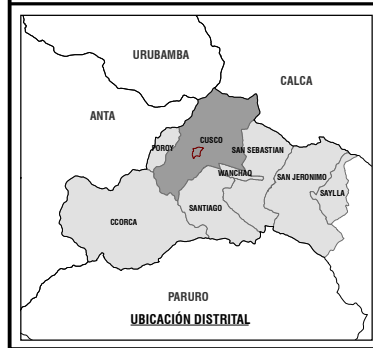 URUBAMBA
CALCA
ANTA
CUSCO
POROY
SAN SEBASTIAN
WANCHAQ
SAN JERONIMO
SAYLLA
SANTIAGO
CCORCA
PARURO
UBICACIÓN DISTRITAL